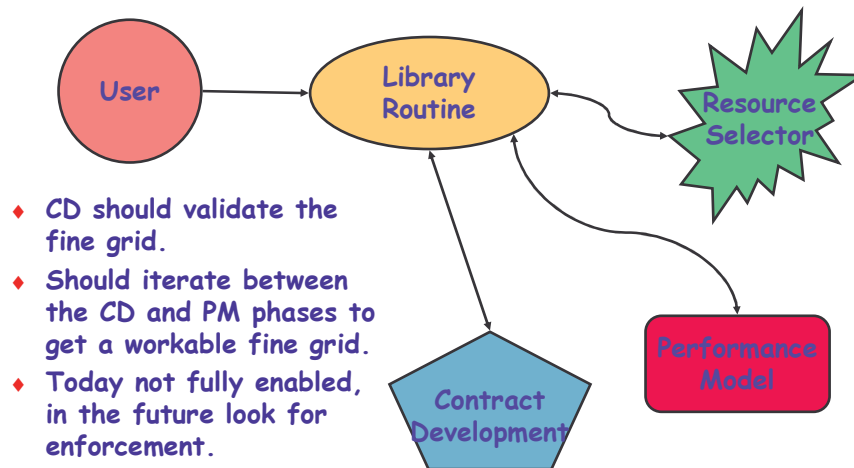 User
Library
Routine
Resource
Selector
CD should validate the
fine grid.
Should iterate between
the CD and PM phases to
get a workable fine grid.
Today not fully enabled,
in the future look for
enforcement.
Contract
Development
Performance
Model